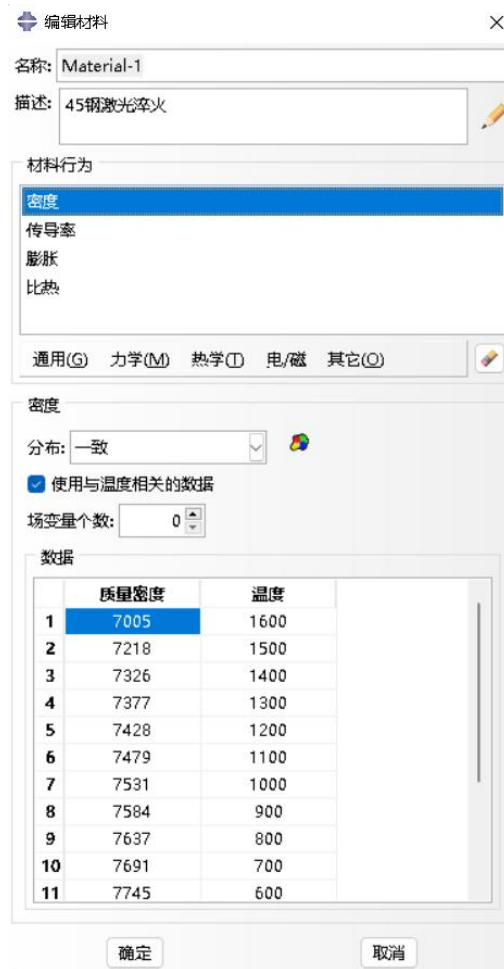 编辑材料
名称: Material-1
描述: 45钢激光淬火
材料行为
密度
传导率
膨胀
比热
通用(G) 力学(M) 热学(T) 电/磁 其它(O)
密度
分布: 一致
使用与温度相关的数据
场变量个数: 0
数据
质量密度 温度
1 7005 1600
2 7218 1500
3 7326 1400
4 7377 1300
5 7428 1200
6 7479 1100
7 7531 1000
8 7584 900
9 7637 800
10 7691 700
11 7745 600
确定 取消